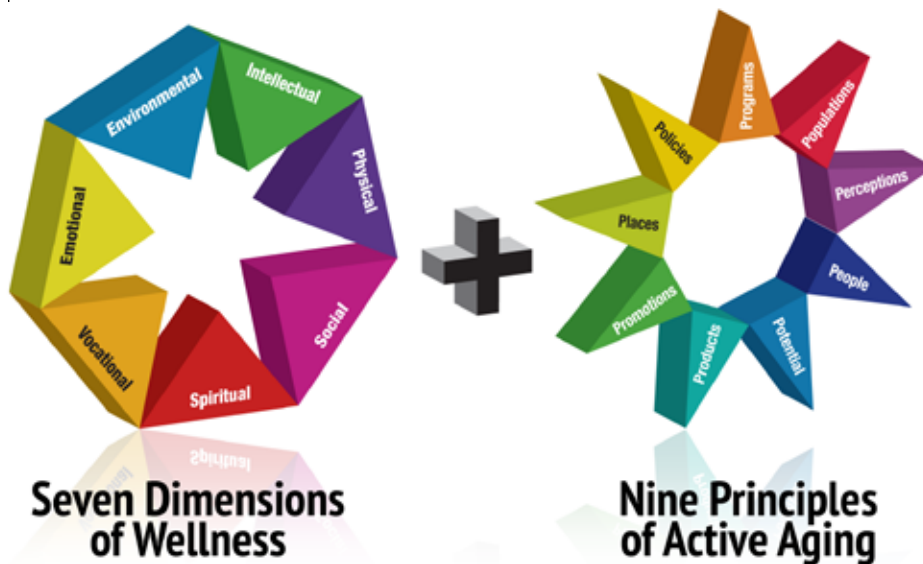 Environmental
Intellectual
Physical
Social
Spiritual
Vocational
Emotional
Programs
Populations
Perceptions
People
Potential
Products
Promotions
Places
Policies
Seven Dimensions
of Wellness
Nine Principles
of Active Aging